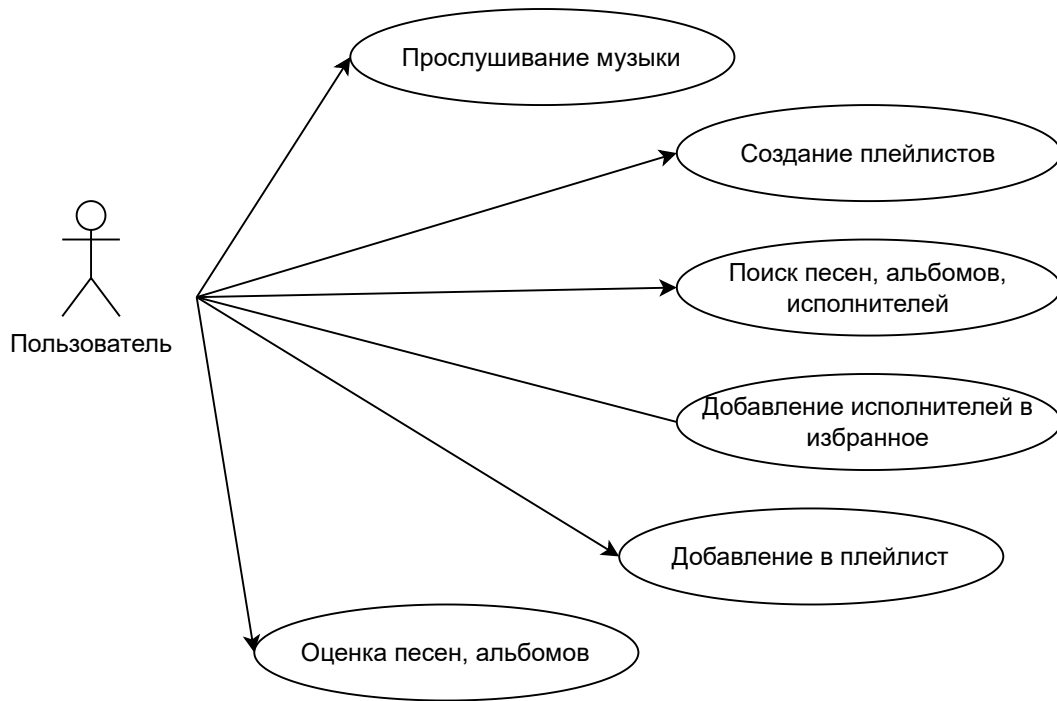 Прослушивание музыки
Создание плейлистов
Поиск песен, альбомов,
исполнителей
Пользователь
Добавление исполнителей в
избранное
Добавление в плейлист
Оценка песен, альбомов